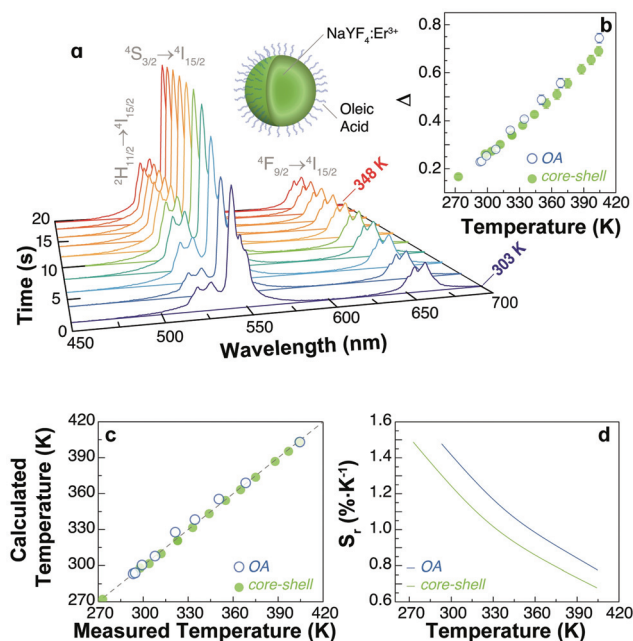 a
⁴S₃/₂→⁴I₁₅/₂
²H₁₁/₂→⁴I₁₅/₂
NaYF₄:Er³⁺
Oleic
Acid
⁴F₉/₂→⁴I₁₅/₂
348 K
303 K
20
15
10
5
0
Time (s)
450
500
550
600
650
700
Wavelength (nm)
b
0.8
0.6
0.4
0.2
Δ
OA
core-shell
270 300 330 360 390 420
Temperature (K)
c
420
390
360
330
300
270
Calculated
Temperature (K)
OA
core-shell
270 300 330 360 390 420
Measured Temperature (K)
d
1.6
1.4
1.2
1.0
0.8
0.6
Sᵣ (%·K⁻¹)
OA
core-shell
270 300 330 360 390 420
Temperature (K)